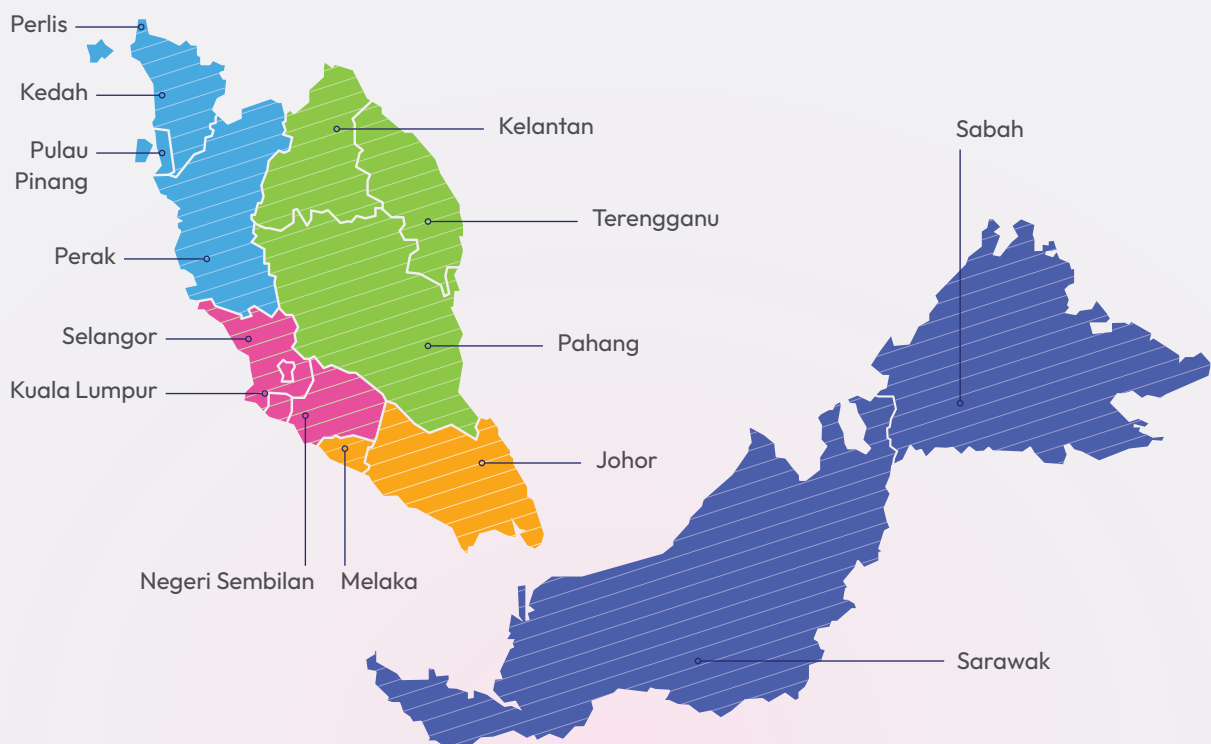 Perlis
Kedah
Pulau
Pinang
Perak
Selangor
Kuala Lumpur
Negeri Sembilan
Melaka
Kelantan
Terengganu
Pahang
Johor
Sabah
Sarawak